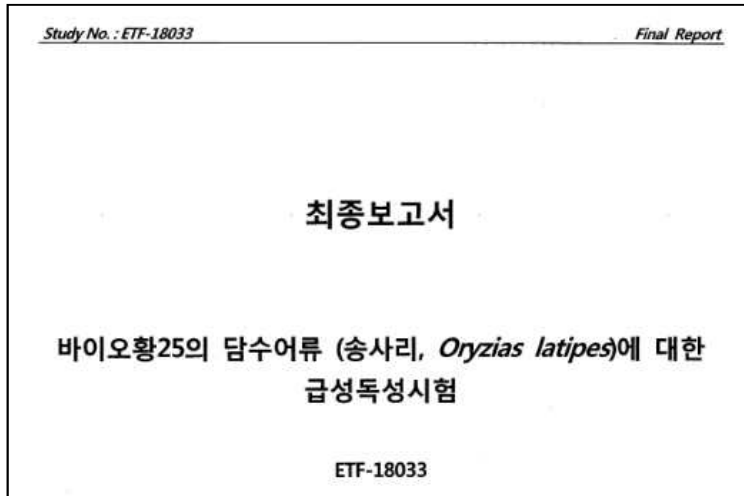 Study No. : ETF-18033 Final Report
최종보고서
바이오황25의 담수어류 (송사리, Oryzias latipes)에 대한
급성독성시험
ETF-18033